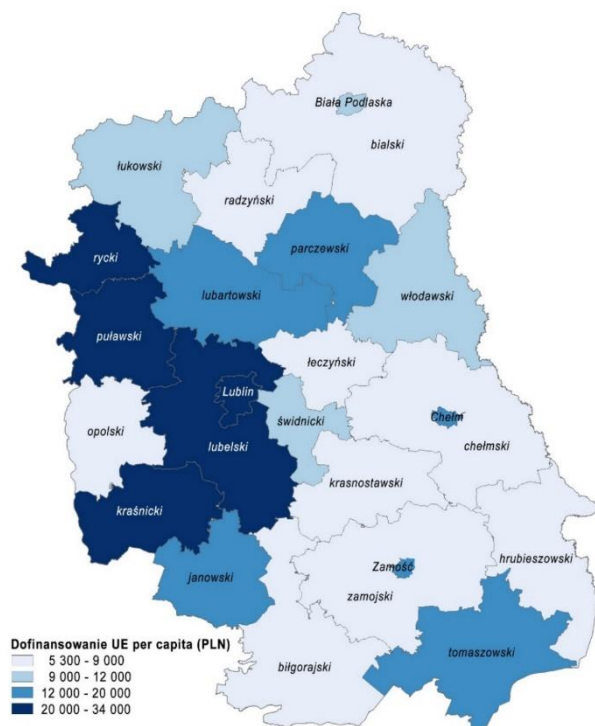 Biała Podlaska
bialski
łukowski
radzyński
rycki
parczewski
lubartowski
włodawski
puławski
łęczyński
Lublin
świdnicki
Chełm
opolski
lubelski
chełmski
krasnostawski
kraśnicki
hrubieszowski
Zamość
janowski
zamojski
tomaszowski
biłgorajski
Dofinansowanie UE per capita (PLN)
5 300 - 9 000
9 000 - 12 000
12 000 - 20 000
20 000 - 34 000